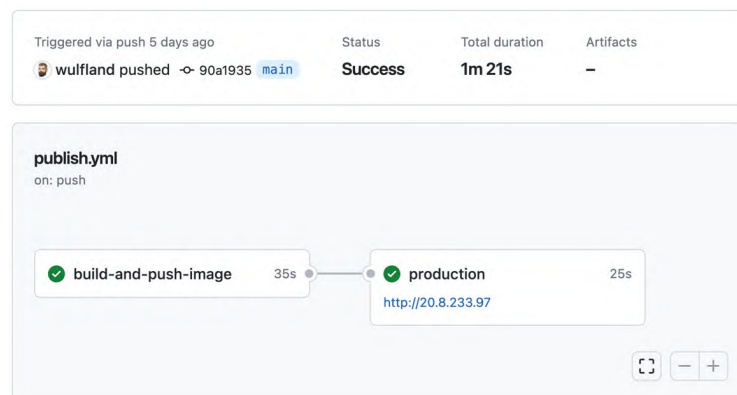 Triggered via push 5 days ago
Status
Total duration
Artifacts
wulfland pushed 90a1935 main
Success
1m 21s
–
publish.yml
on: push
build-and-push-image 35s
production 25s
http://20.8.233.97